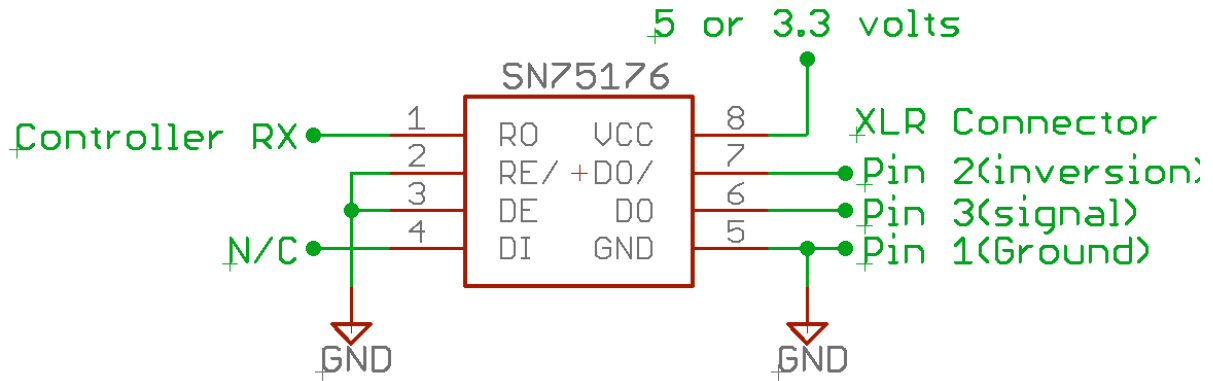 5 or 3.3 volts
SN75176
Controller RX
1
RO
VCC
8
XLR Connector
2
RE/
DO/
7
Pin 2(inversion)
3
DE
DO
6
Pin 3(signal)
N/C
4
DI
GND
5
Pin 1(Ground)
GND
GND